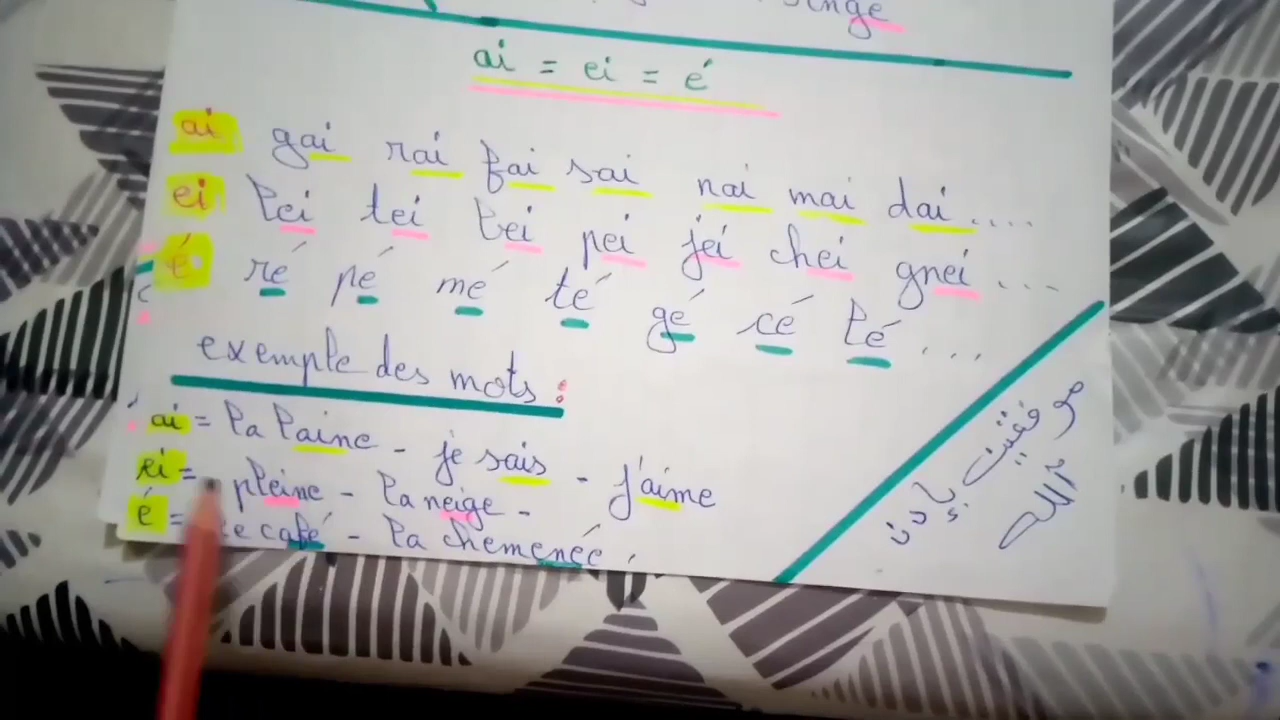 singe
ai = ei = é
ai gai rai fai sai nai mai dai ....
ei lei tei bei pei jei chei gnei ...
é ré pé mé té gé cé lé ....
exemple des mots :
ai = la laine - je sais - j'aime
ei = pleine - la neige -
é = le café - la chemenée .
موفقين بإذن
الله